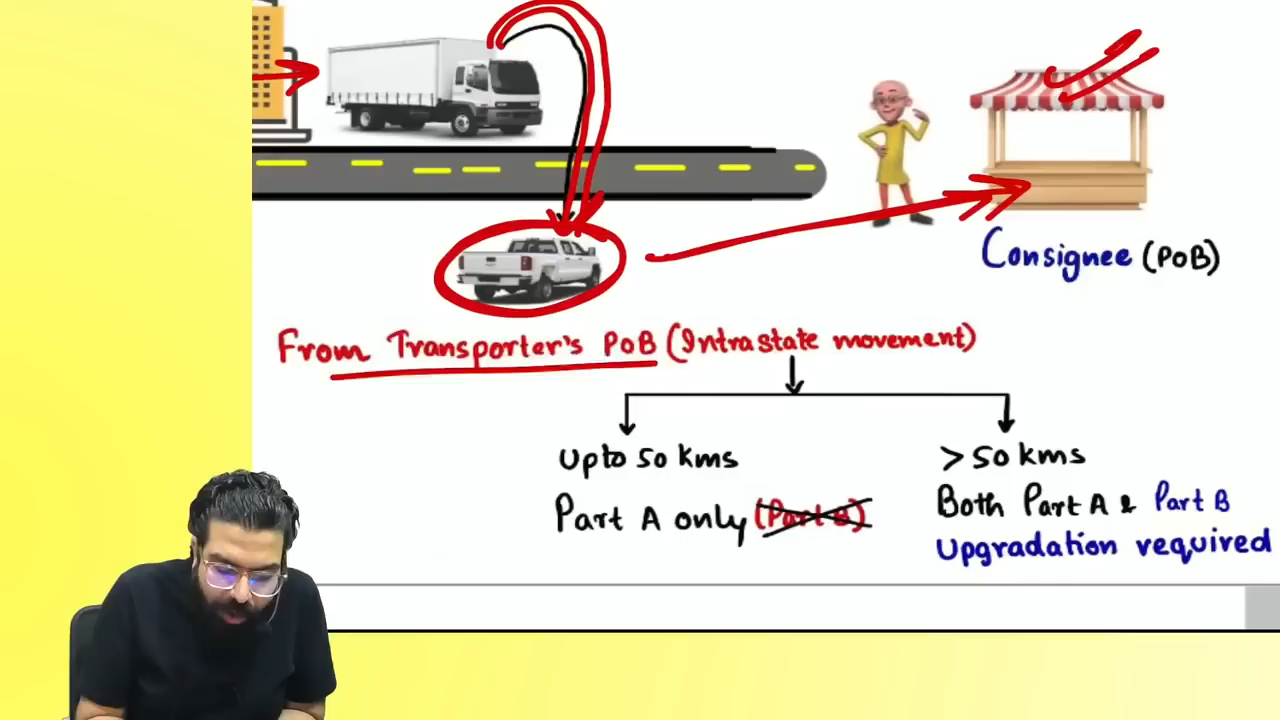 Consignee (PoB)
From Transporter's PoB (Intrastate movement)
Upto 50 kms
> 50 kms
Part A only (Part B)
Both Part A & Part B
Upgradation required